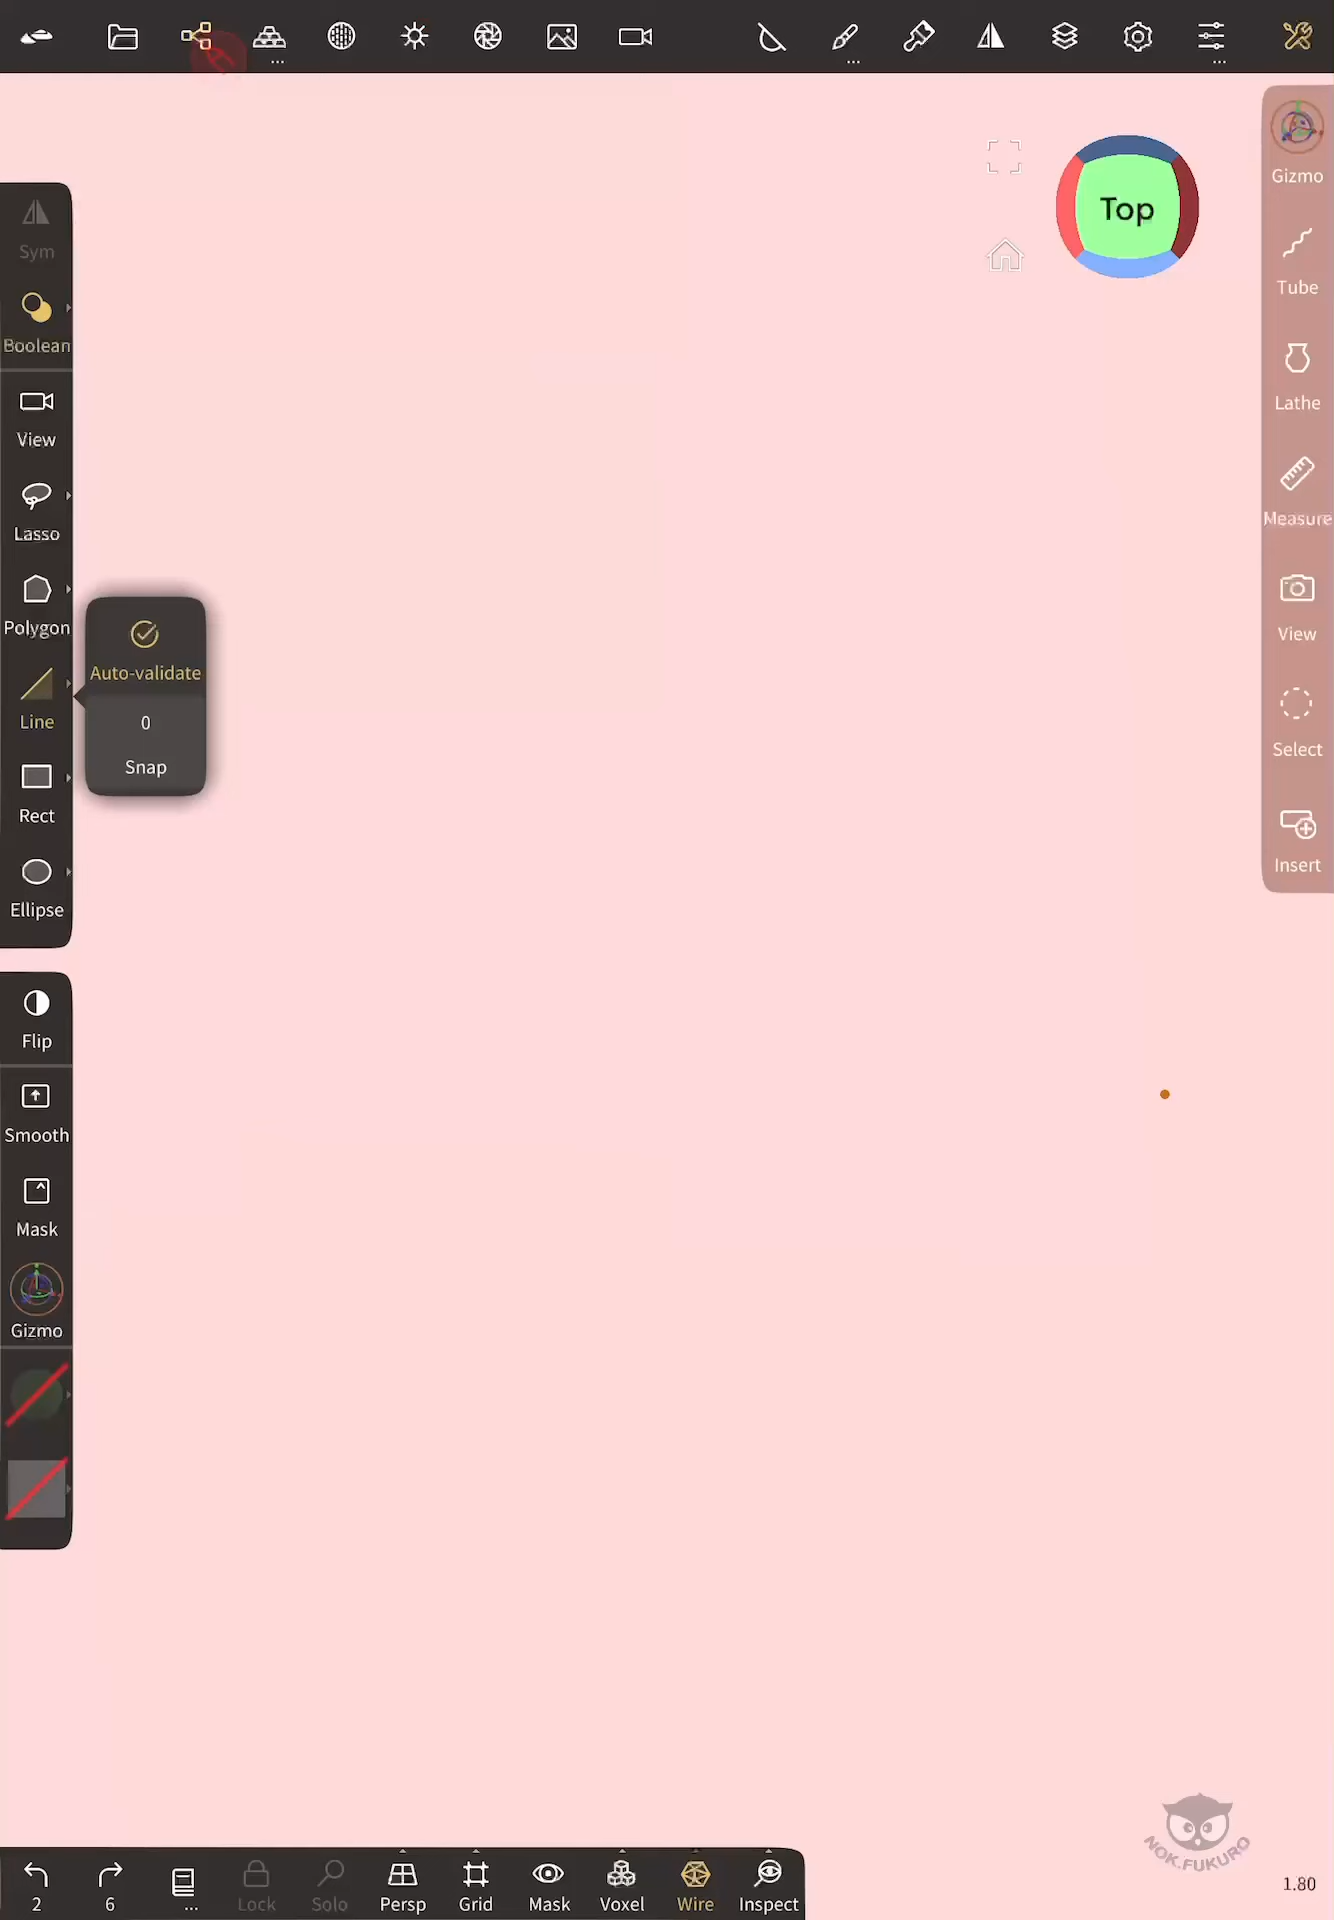 Top
Gizmo
Tube
Lathe
Measure
View
Select
Insert
Sym
Boolean
View
Lasso
Polygon
Line
Rect
Ellipse
Auto-validate
0
Snap
Flip
Smooth
Mask
Gizmo
NOK.FUKURO
1.80
2
6
...
Lock
Solo
Persp
Grid
Mask
Voxel
Wire
Inspect